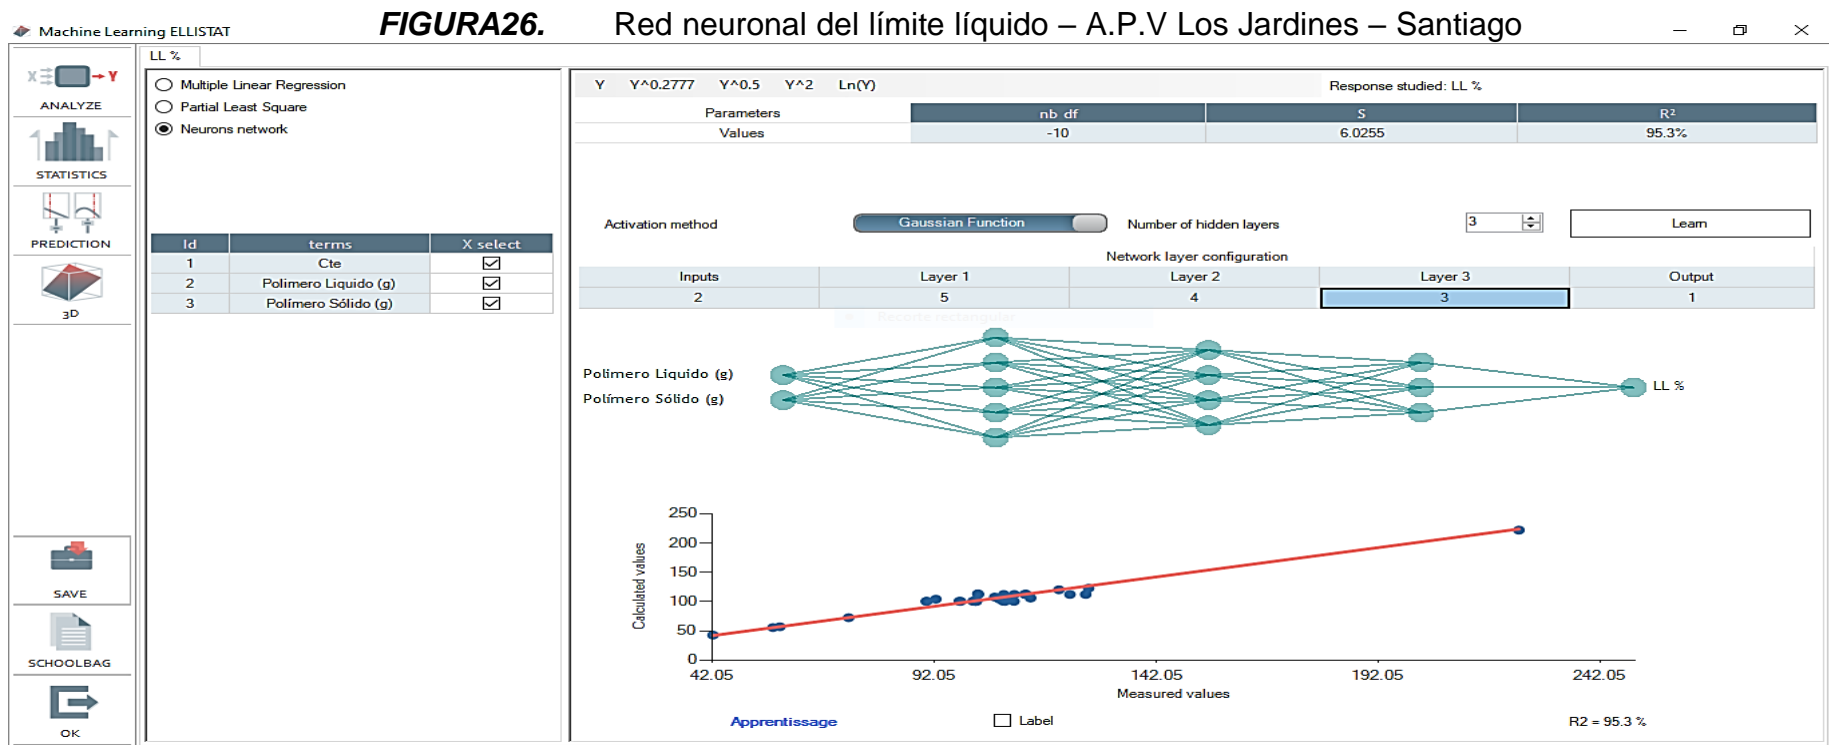 FIGURA26. Red neuronal del límite líquido – A.P.V Los Jardines – Santiago
Machine Learning ELLISTAT
LL %
X
Y
ANALYZE
STATISTICS
PREDICTION
3D
SAVE
SCHOOLBAG
OK
Multiple Linear Regression
Partial Least Square
Neurons network
Id terms X select
1 Cte
2 Polimero Liquido (g)
3 Polímero Sólido (g)
Y Y^0.2777 Y^0.5 Y^2 Ln(Y) Response studied: LL %
Parameters nb df S R²
Values -10 6.0255 95.3%
Activation method Gaussian Function Number of hidden layers 3 Learn
Network layer configuration
Inputs Layer 1 Layer 2 Layer 3 Output
2 5 4 3 1
Recorte rectangular
Polimero Liquido (g)
Polímero Sólido (g)
LL %
250
200
150
100
50
0
Calculated values
42.05 92.05 142.05 192.05 242.05
Measured values
Apprentissage Label R2 = 95.3 %